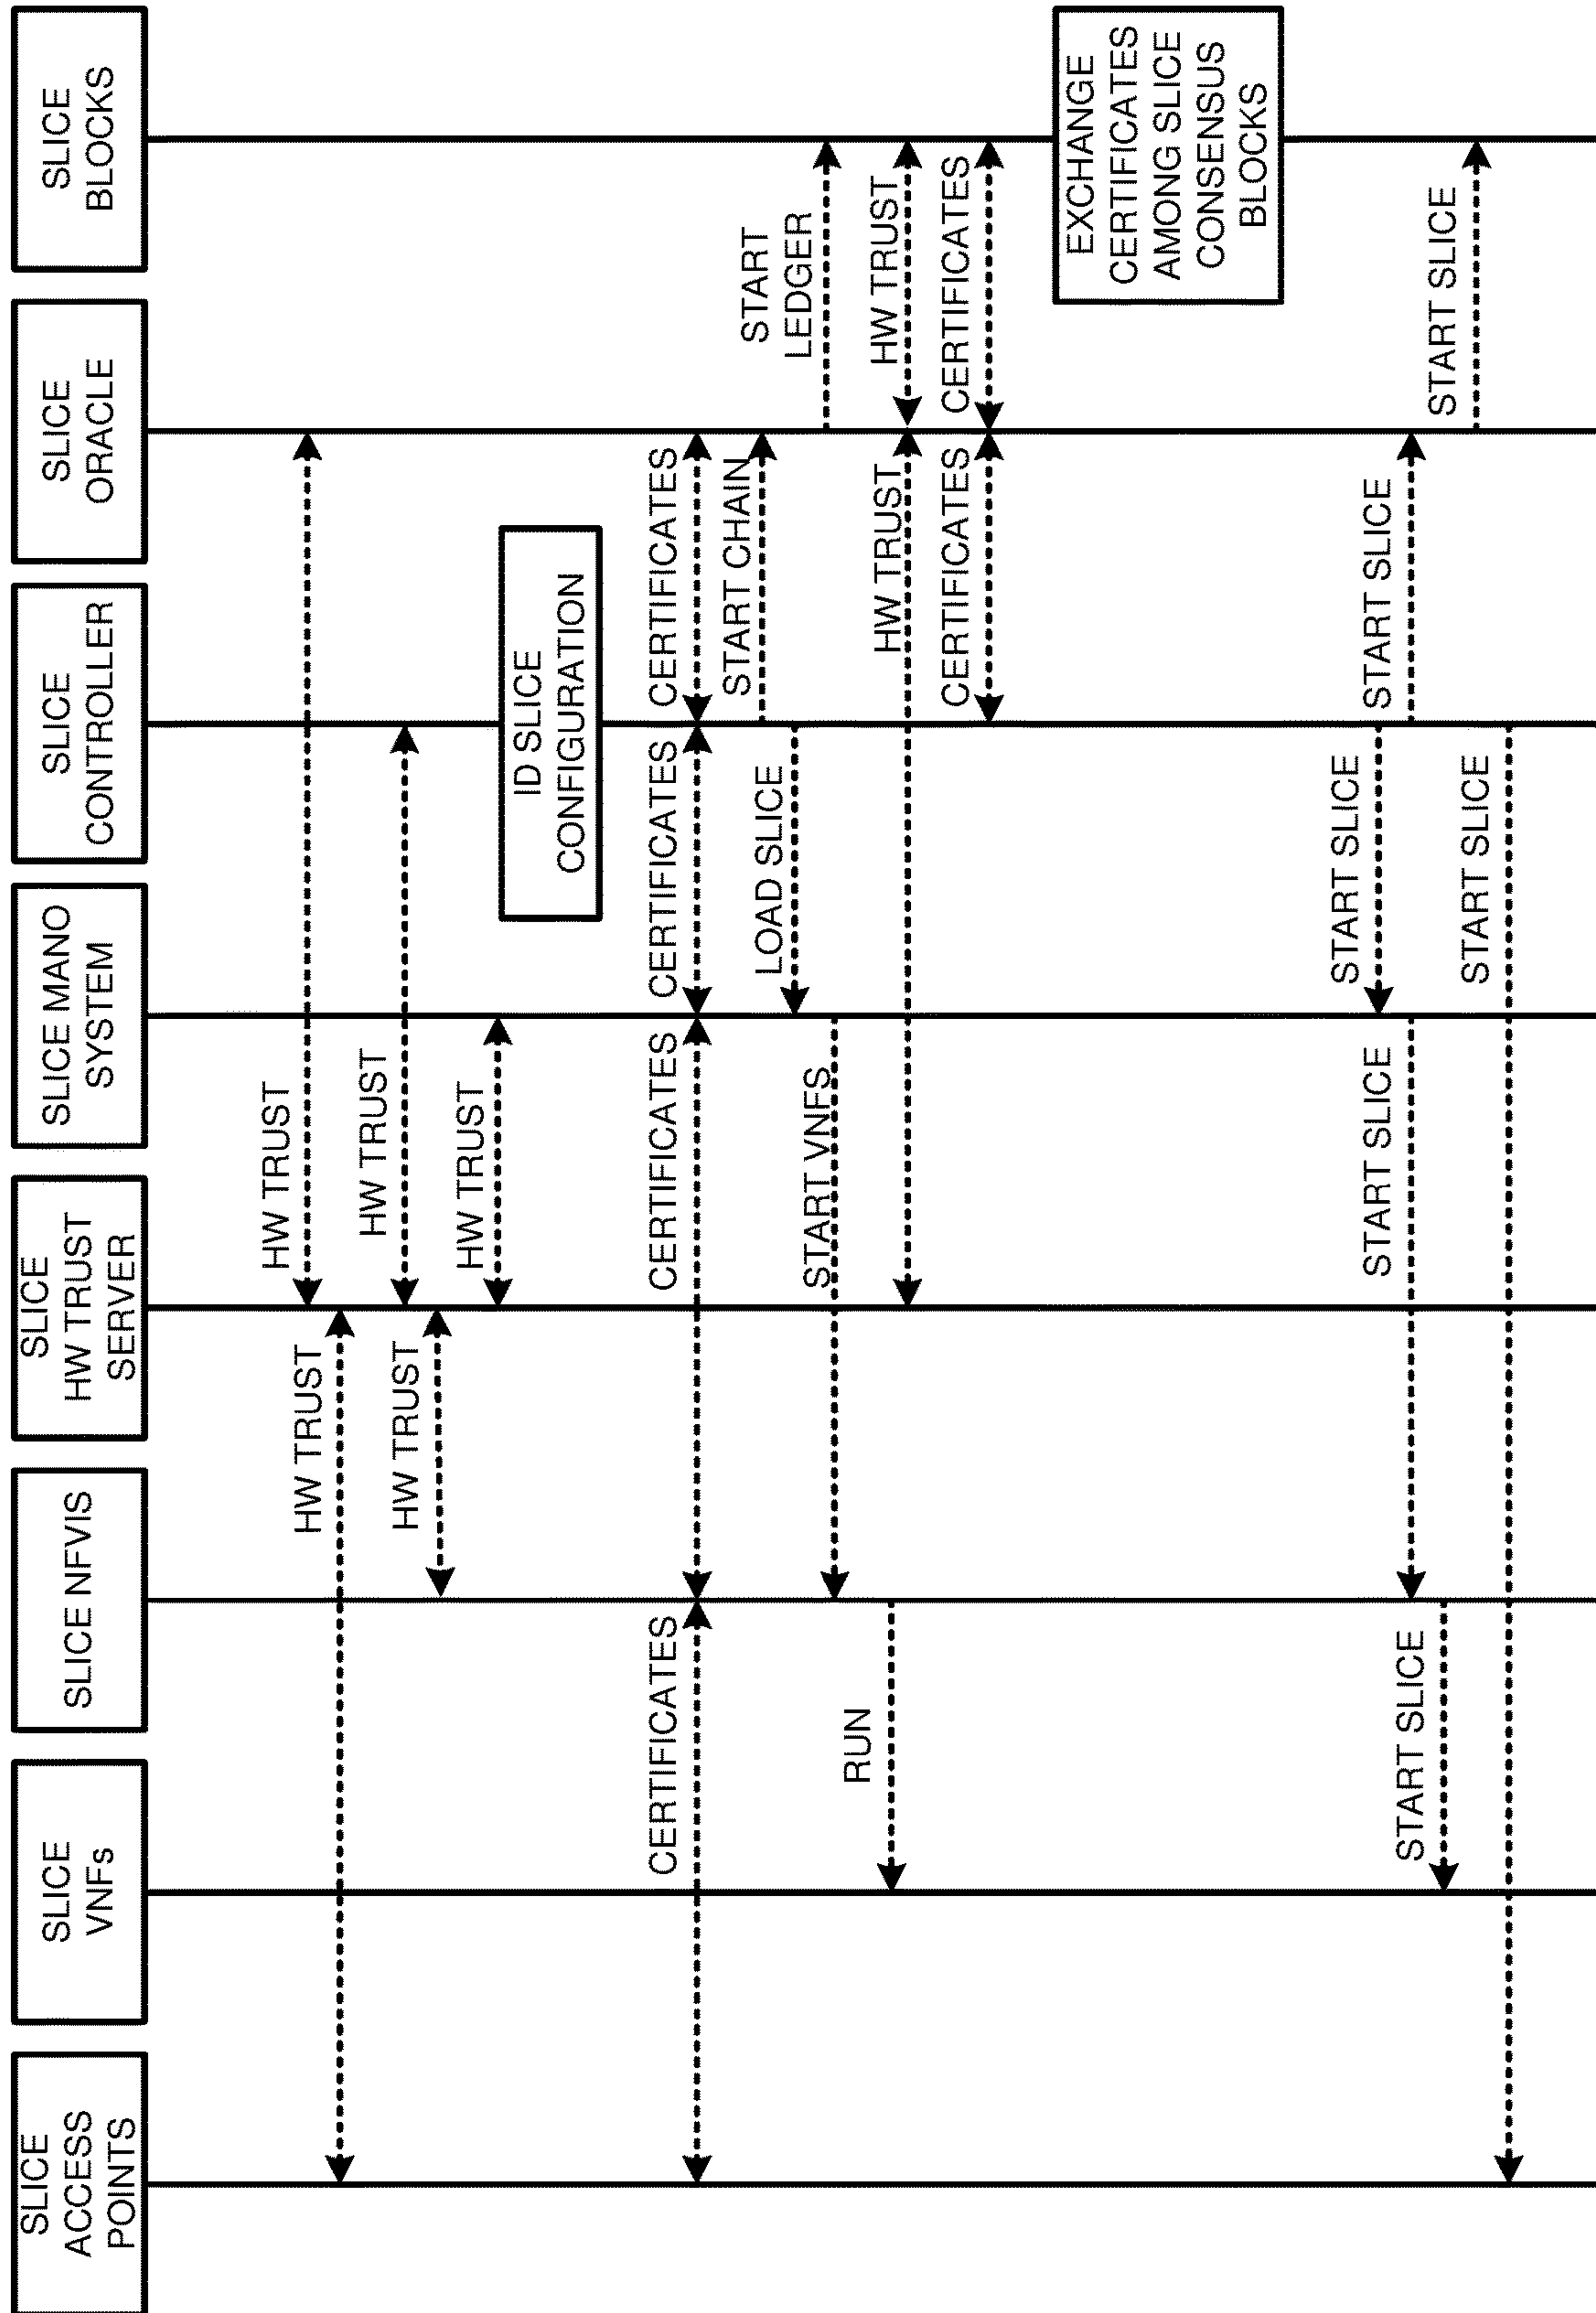 SLICE
ACCESS
POINTS
SLICE
VNFs
SLICE NFVIS
SLICE
HW TRUST
SERVER
SLICE MANO
SYSTEM
SLICE
CONTROLLER
SLICE
ORACLE
SLICE
BLOCKS
HW TRUST
HW TRUST
HW TRUST
HW TRUST
HW TRUST
ID SLICE
CONFIGURATION
CERTIFICATES
CERTIFICATES
CERTIFICATES
CERTIFICATES
START CHAIN
START
LEDGER
LOAD SLICE
START VNFS
RUN
HW TRUST
HW TRUST
CERTIFICATES
CERTIFICATES
EXCHANGE
CERTIFICATES
AMONG SLICE
CONSENSUS
BLOCKS
START SLICE
START SLICE
START SLICE
START SLICE
START SLICE
START SLICE